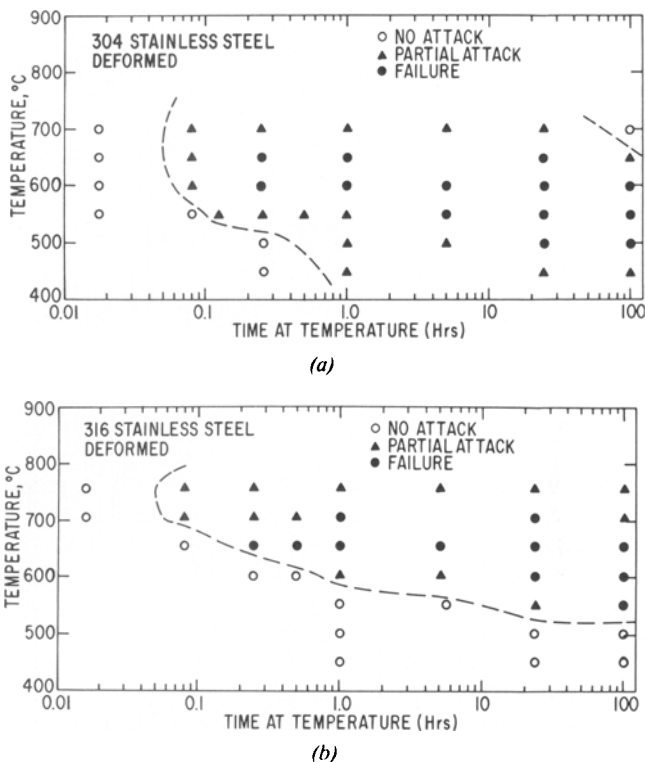 304 STAINLESS STEEL
DEFORMED
○ NO ATTACK
▲ PARTIAL ATTACK
● FAILURE
TEMPERATURE, °C
900
800
700
600
500
400
0.01 0.1 1.0 10 100
TIME AT TEMPERATURE (Hrs)
(a)
316 STAINLESS STEEL
DEFORMED
○ NO ATTACK
▲ PARTIAL ATTACK
● FAILURE
TEMPERATURE, °C
900
800
700
600
500
400
0.01 0.1 1.0 10 100
TIME AT TEMPERATURE (Hrs)
(b)